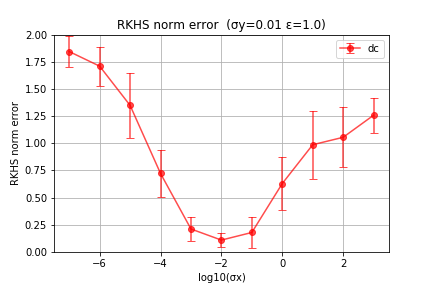 RKHS norm error (σy=0.01 ε=1.0)
dc
RKHS norm error
2.00
1.75
1.50
1.25
1.00
0.75
0.50
0.25
0.00
−6 −4 −2 0 2
log10(σx)